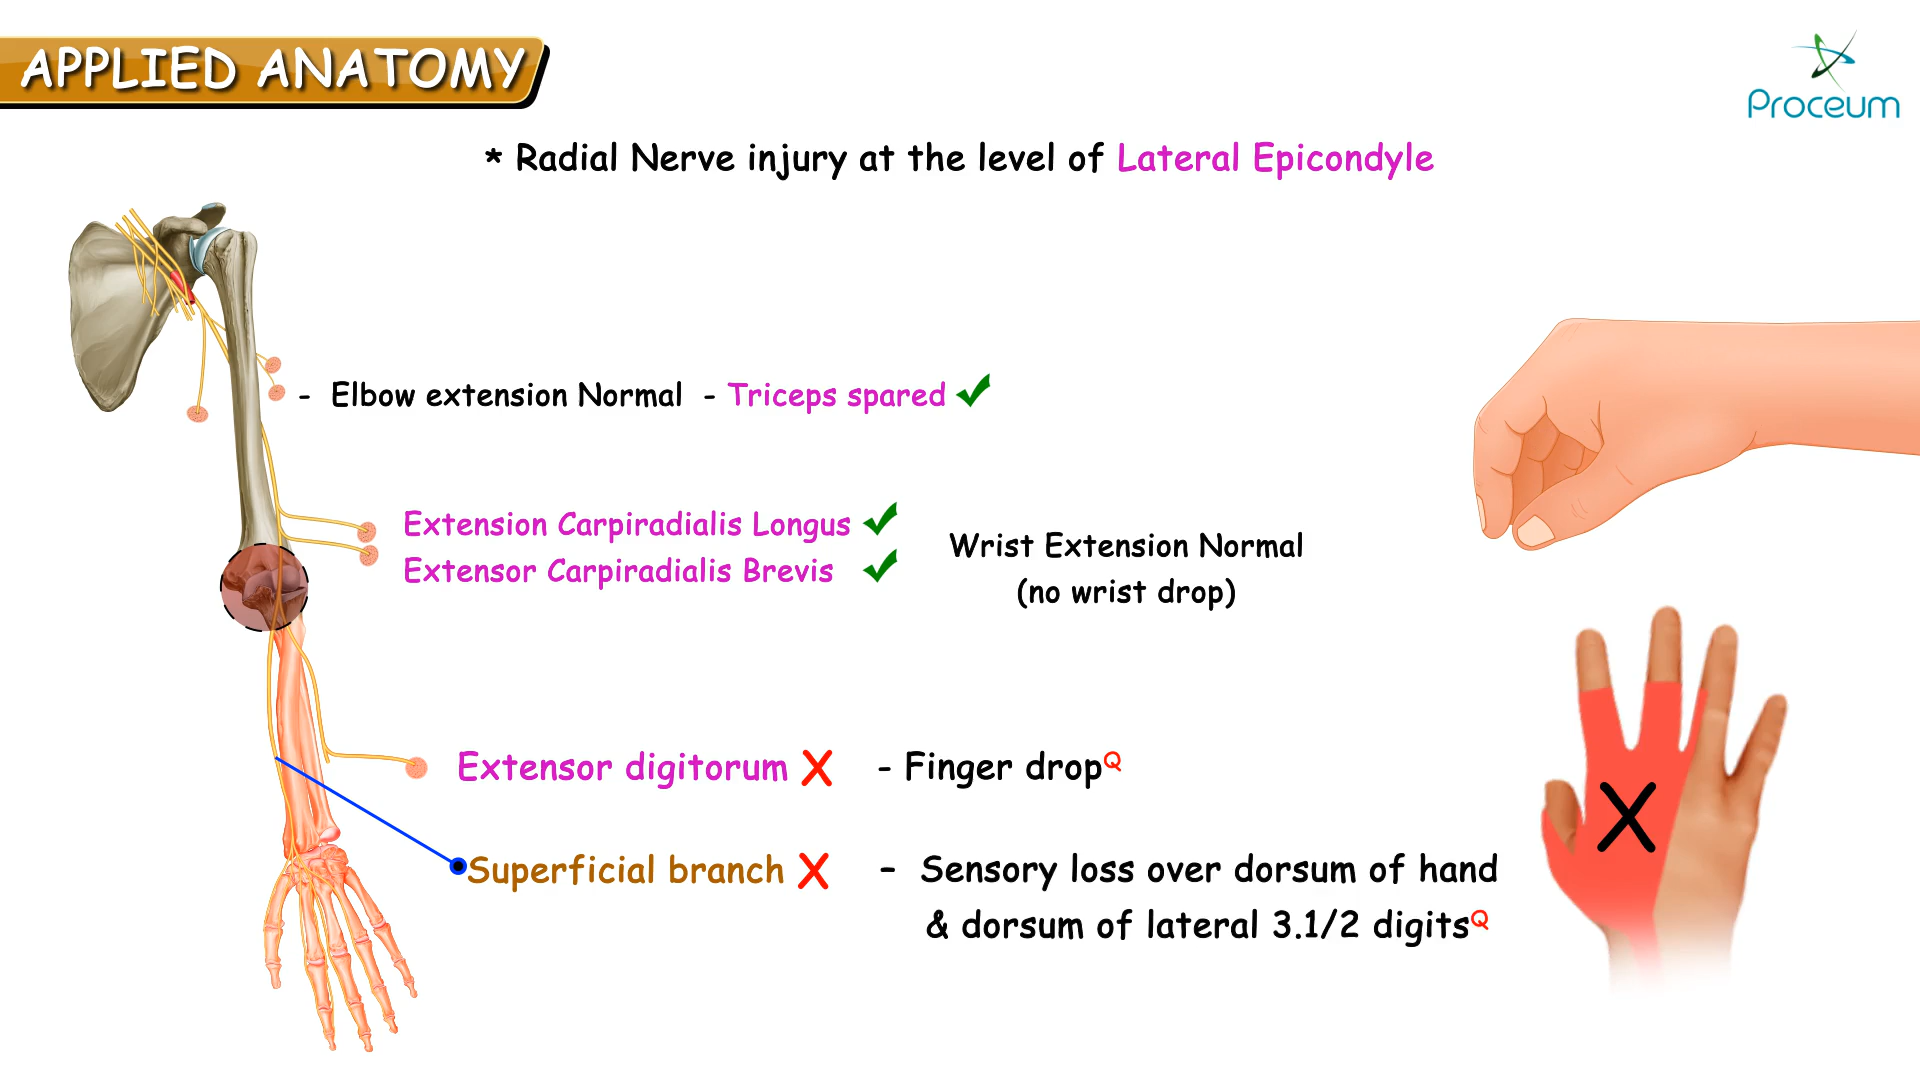 APPLIED ANATOMY
Proceum
* Radial Nerve injury at the level of Lateral Epicondyle
- Elbow extension Normal - Triceps spared ✓
Extension Carpiradialis Longus ✓
Extensor Carpiradialis Brevis ✓
Wrist Extension Normal
(no wrist drop)
Extensor digitorum X - Finger drop Q
Superficial branch X - Sensory loss over dorsum of hand
& dorsum of lateral 3.1/2 digits Q
X